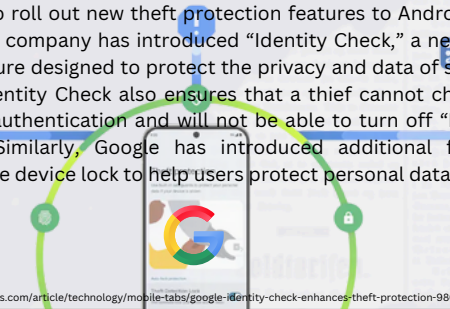 o roll out new theft protection features to Andro
company has introduced “Identity Check,” a ne
ure designed to protect the privacy and data of s
entity Check also ensures that a thief cannot ch
authentication and will not be able to turn off “
Similarly, Google has introduced additional f
e device lock to help users protect personal data
s.com/article/technology/mobile-tabs/google-identity-check-enhances-theft-protection-98